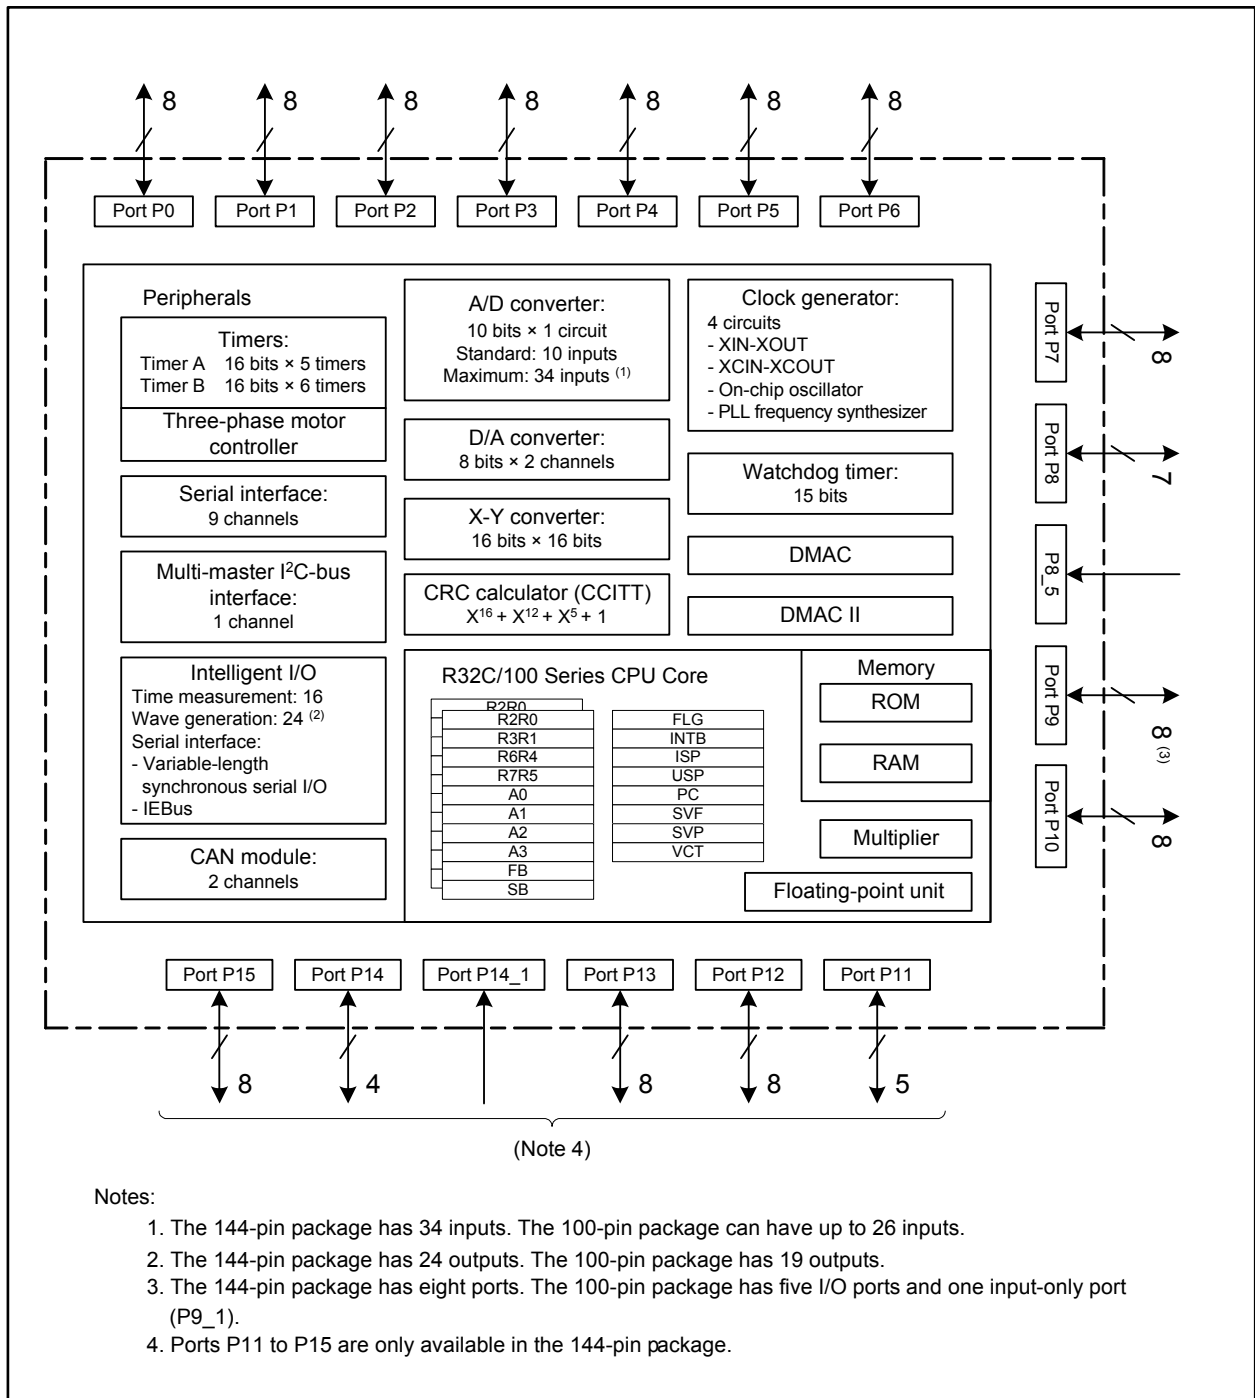 8
8
8
8
8
8
8
Port P0
Port P1
Port P2
Port P3
Port P4
Port P5
Port P6
Peripherals
Timers:
Timer A 16 bits × 5 timers
Timer B 16 bits × 6 timers
Three-phase motor
controller
Serial interface:
9 channels
Multi-master I²C-bus
interface:
1 channel
Intelligent I/O
Time measurement: 16
Wave generation: 24 (2)
Serial interface:
- Variable-length
synchronous serial I/O
- IEBus
CAN module:
2 channels
A/D converter:
10 bits × 1 circuit
Standard: 10 inputs
Maximum: 34 inputs (1)
D/A converter:
8 bits × 2 channels
X-Y converter:
16 bits × 16 bits
CRC calculator (CCITT)
X¹⁶ + X¹² + X⁵ + 1
Clock generator:
4 circuits
- XIN-XOUT
- XCIN-XCOUT
- On-chip oscillator
- PLL frequency synthesizer
Watchdog timer:
15 bits
DMAC
DMAC II
R32C/100 Series CPU Core
R2R0
R2R0
R3R1
R6R4
R7R5
A0
A1
A2
A3
FB
SB
FLG
INTB
ISP
USP
PC
SVF
SVP
VCT
Memory
ROM
RAM
Multiplier
Floating-point unit
Port P7
8
Port P8
7
P8_5
Port P9
8 (3)
Port P10
8
Port P15
Port P14
Port P14_1
Port P13
Port P12
Port P11
8
4
8
8
5
(Note 4)
Notes:
1. The 144-pin package has 34 inputs. The 100-pin package can have up to 26 inputs.
2. The 144-pin package has 24 outputs. The 100-pin package has 19 outputs.
3. The 144-pin package has eight ports. The 100-pin package has five I/O ports and one input-only port
(P9_1).
4. Ports P11 to P15 are only available in the 144-pin package.